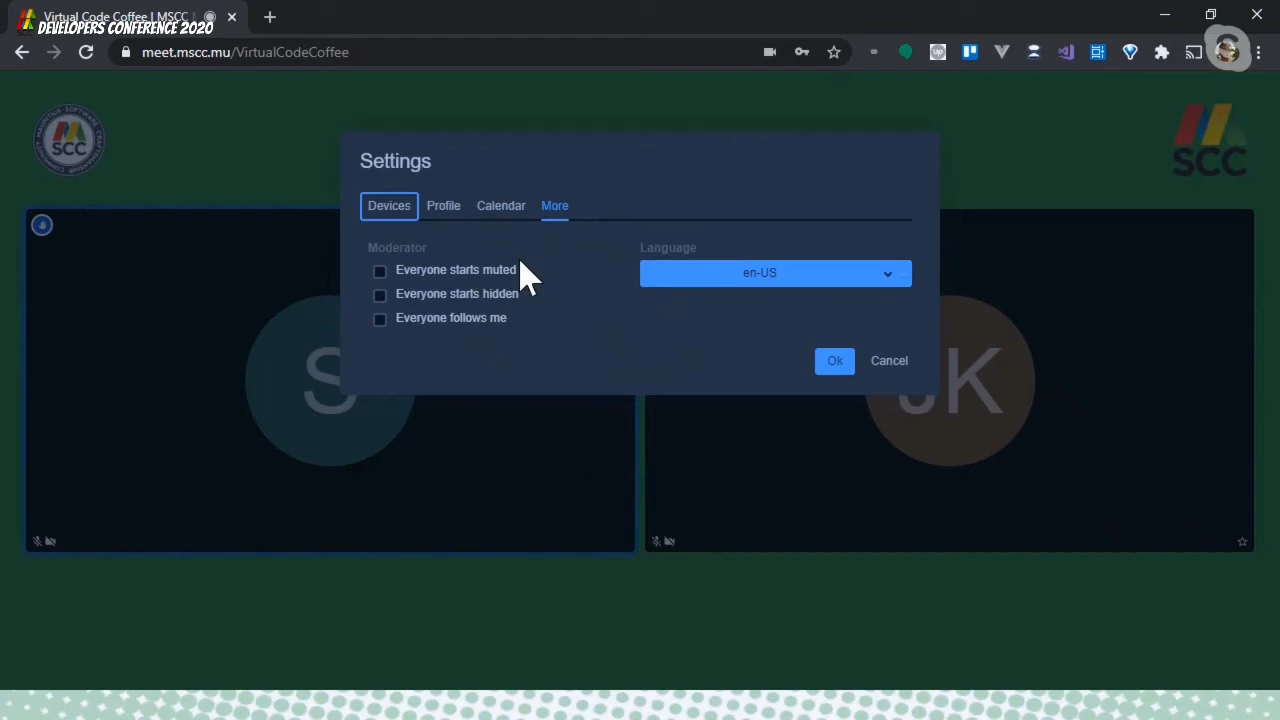 Virtual Code Coffee | MSCC
DEVELOPERS CONFERENCE 2020
meet.mscc.mu/VirtualCodeCoffee
SCC
SCC
Settings
Devices Profile Calendar More
Moderator
Everyone starts muted
Everyone starts hidden
Everyone follows me
Language
en-US
Ok Cancel
S
JK